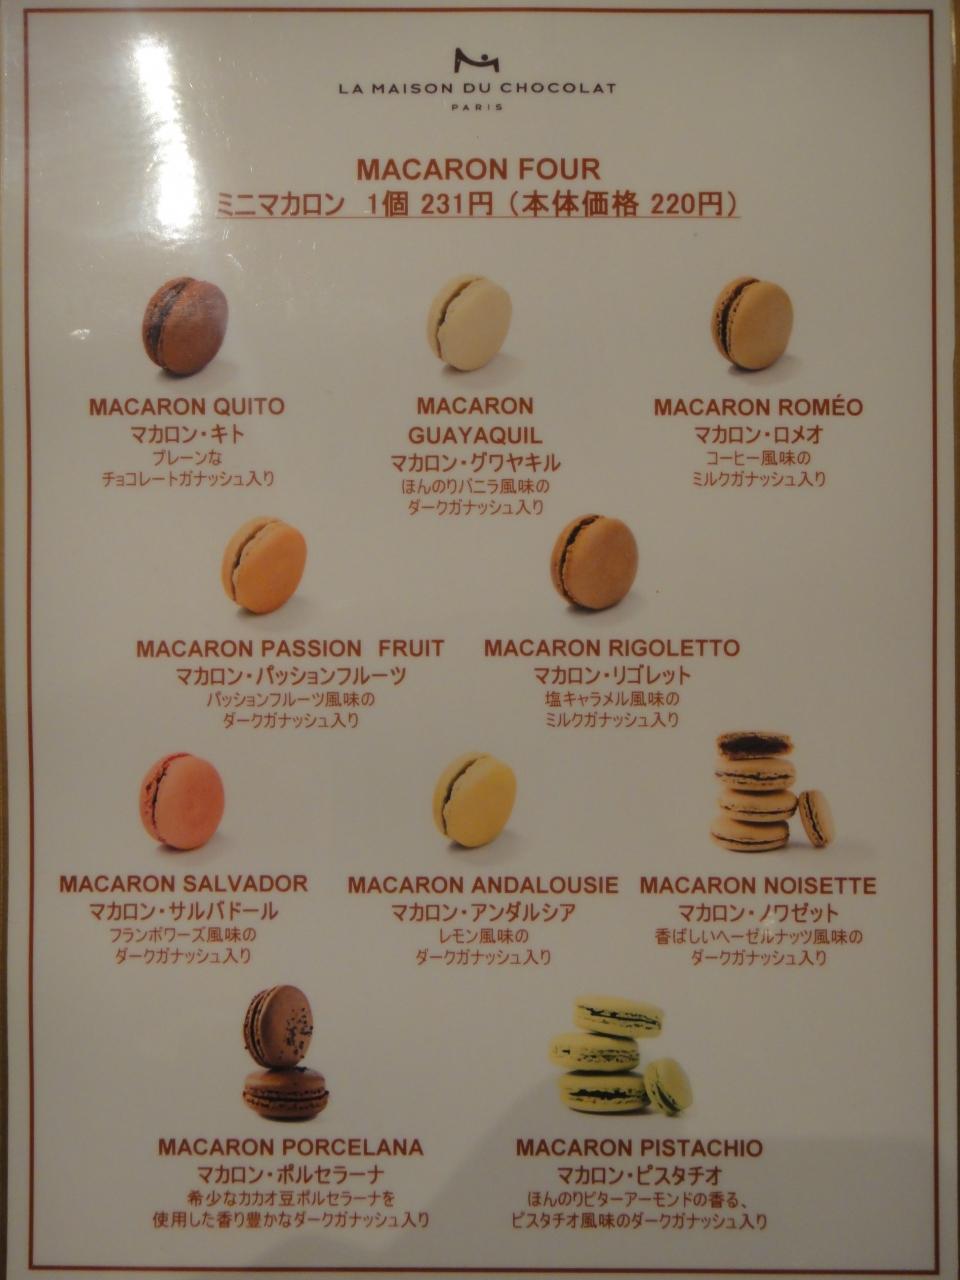 LA MAISON DU CHOCOLAT
PARIS
MACARON FOUR
ミニマカロン 1個 231円（本体価格 220円）
MACARON QUITO
マカロン・キト
プレーンな
チョコレートガナッシュ入り
MACARON
GUAYAQUIL
マカロン・グワヤキル
ほんのりバニラ風味の
ダークガナッシュ入り
MACARON ROMÉO
マカロン・ロメオ
コーヒー風味の
ミルクガナッシュ入り
MACARON PASSION FRUIT
マカロン・パッションフルーツ
パッションフルーツ風味の
ダークガナッシュ入り
MACARON RIGOLETTO
マカロン・リゴレット
塩キャラメル風味の
ミルクガナッシュ入り
MACARON SALVADOR
マカロン・サルバドール
フランボワーズ風味の
ダークガナッシュ入り
MACARON ANDALOUSIE
マカロン・アンダルシア
レモン風味の
ダークガナッシュ入り
MACARON NOISETTE
マカロン・ノワゼット
香ばしいヘーゼルナッツ風味の
ダークガナッシュ入り
MACARON PORCELANA
マカロン・ポルセラーナ
希少なカカオ豆ポルセラーナを
使用した香り豊かなダークガナッシュ入り
MACARON PISTACHIO
マカロン・ピスタチオ
ほんのりビターアーモンドの香る、
ピスタチオ風味のダークガナッシュ入り